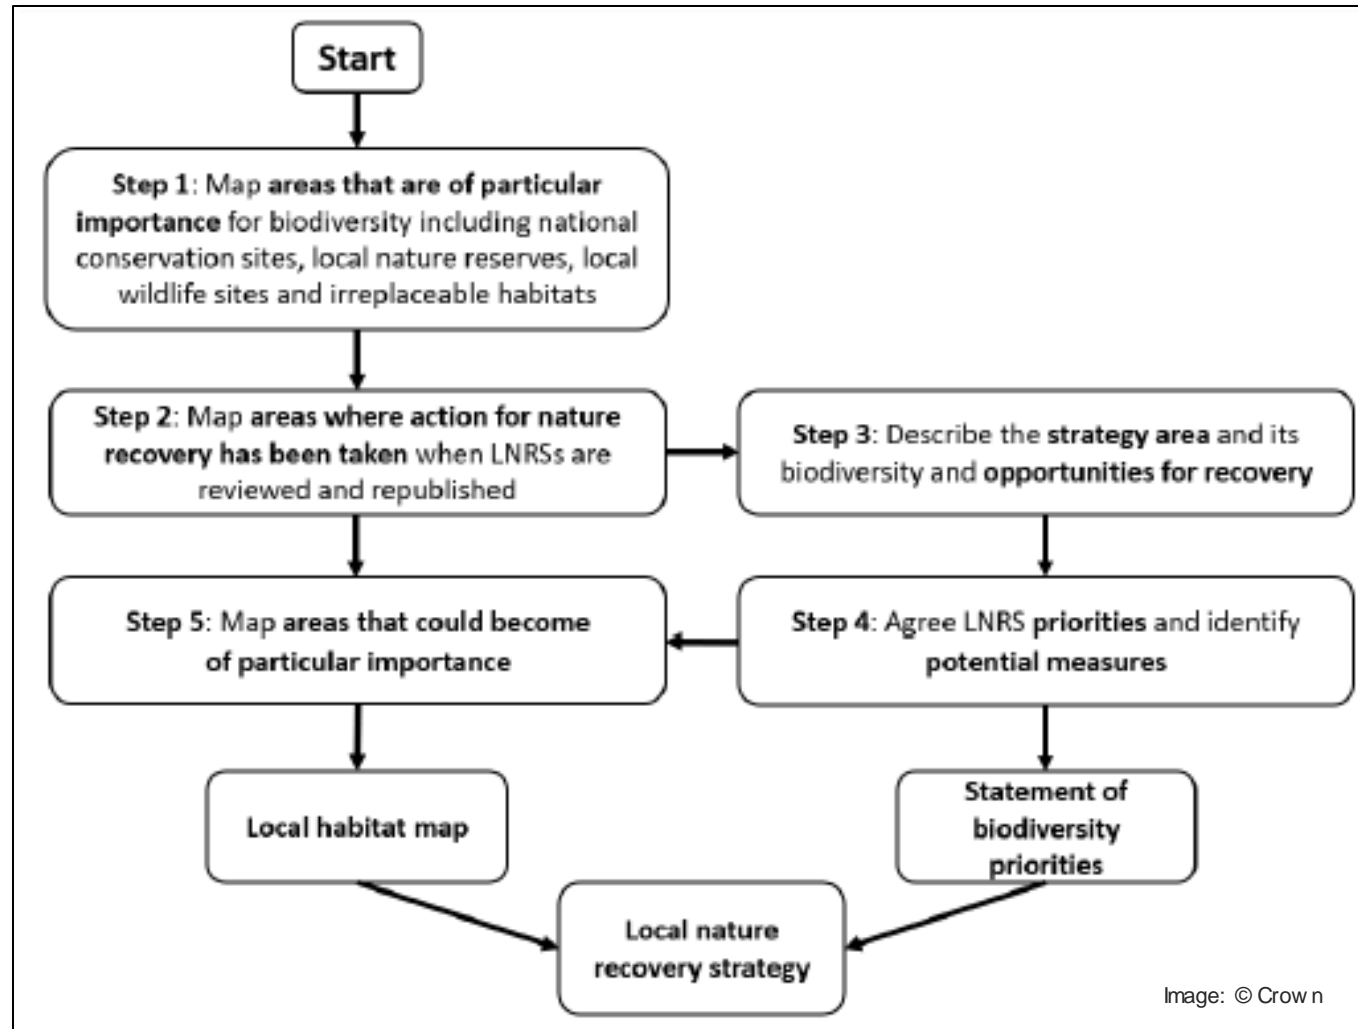 Start
Step 1: Map areas that are of particular
importance for biodiversity including national
conservation sites, local nature reserves, local
wildlife sites and irreplaceable habitats
Step 2: Map areas where action for nature
recovery has been taken when LNRSs are
reviewed and republished
Step 3: Describe the strategy area and its
biodiversity and opportunities for recovery
Step 4: Agree LNRS priorities and identify
potential measures
Step 5: Map areas that could become
of particular importance
Local habitat map
Statement of
biodiversity
priorities
Local nature
recovery strategy
Image: © Crown